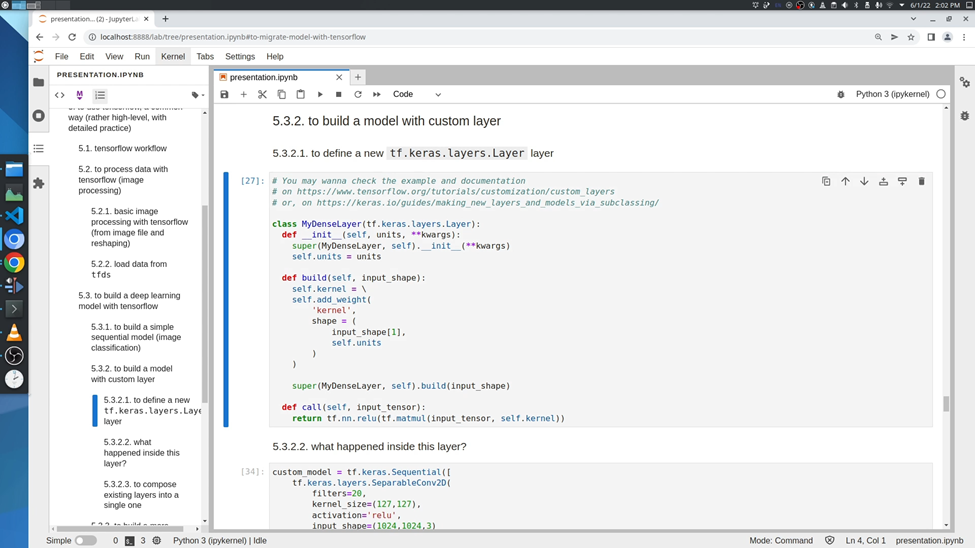 6/1/22 2:02 PM
presentation... (2) - JupyterL
localhost:8888/lab/tree/presentation.ipynb#to-migrate-model-with-tensorflow
File Edit View Run Kernel Tabs Settings Help
PRESENTATION.IPYNB
way (rather high-level, with
detailed practice)
5.1. tensorflow workflow
5.2. to process data with
tensorflow (image
processing)
5.2.1. basic image
processing with tensorflow
(from image file and
reshaping)
5.2.2. load data from
tfds
5.3. to build a deep learning
model with tensorflow
5.3.1. to build a simple
sequential model (image
classification)
5.3.2. to build a model
with custom layer
5.3.2.1. to define a new
tf.keras.layers.Laye
layer
5.3.2.2. what
happened inside this
layer?
5.3.2.3. to compose
existing layers into a
single one
presentation.ipynb
Code
Python 3 (ipykernel)
5.3.2. to build a model with custom layer
5.3.2.1. to define a new tf.keras.layers.Layer layer
[27]: # You may wanna check the example and documentation
# on https://www.tensorflow.org/tutorials/customization/custom_layers
# or, on https://keras.io/guides/making_new_layers_and_models_via_subclassing/
class MyDenseLayer(tf.keras.layers.Layer):
def __init__(self, units, **kwargs):
super(MyDenseLayer, self).__init__(**kwargs)
self.units = units
def build(self, input_shape):
self.kernel = \
self.add_weight(
'kernel',
shape = (
input_shape[1],
self.units
)
)
super(MyDenseLayer, self).build(input_shape)
def call(self, input_tensor):
return tf.nn.relu(tf.matmul(input_tensor, self.kernel))
5.3.2.2. what happened inside this layer?
[34]: custom_model = tf.keras.Sequential([
tf.keras.layers.SeparableConv2D(
filters=20,
kernel_size=(127,127),
activation='relu',
input_shape=(1024,1024,3)
Simple 0 3 Python 3 (ipykernel) | Idle Mode: Command Ln 4, Col 1 presentation.ipynb